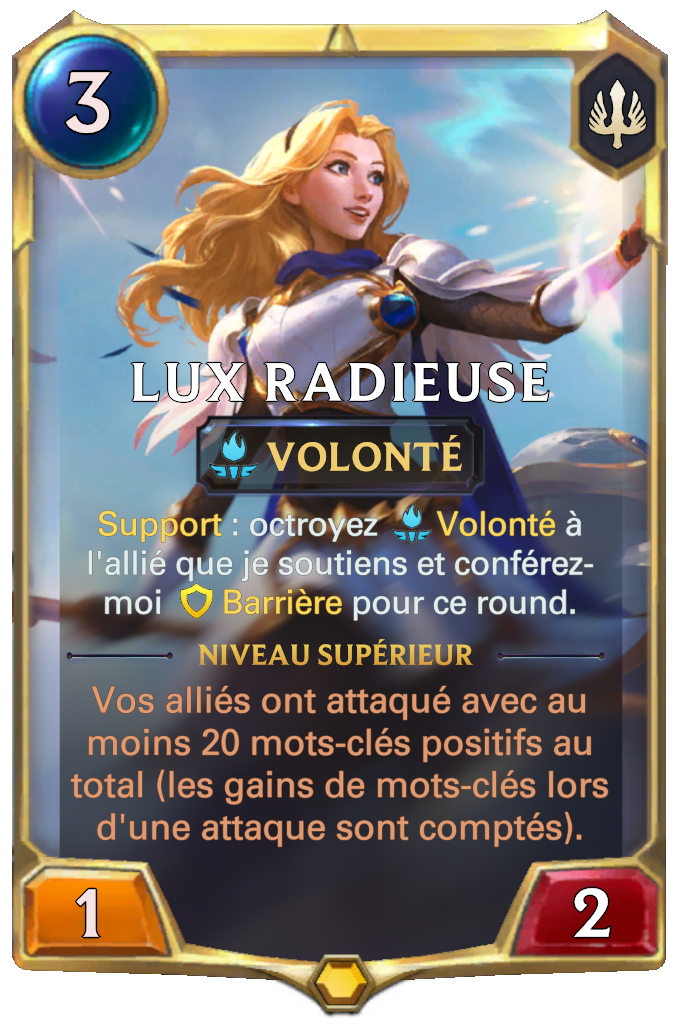 3
LUX RADIEUSE
VOLONTÉ
Support : octroyez Volonté à
l'allié que je soutiens et conférez-
moi Barrière pour ce round.
NIVEAU SUPÉRIEUR
Vos alliés ont attaqué avec au
moins 20 mots-clés positifs au
total (les gains de mots-clés lors
d'une attaque sont comptés).
1
2